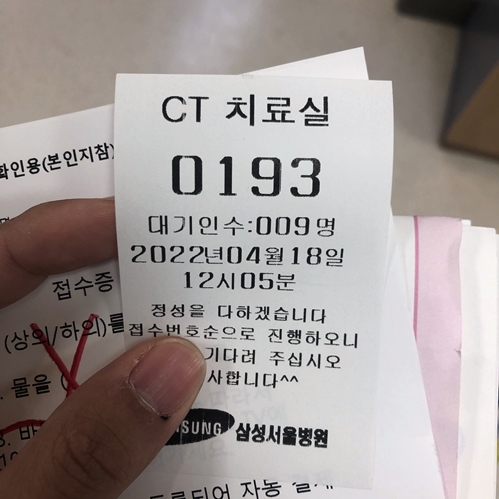 CT 치료실
0193
대기인수:009명
2022년04월18일
12시05분
정성을 다하겠습니다
접수번호순으로 진행하오니
기다려 주십시오
사합니다^^
SUNG 삼성서울병원
확인용(본인지참)
접수증
(상의/하의)를
물을